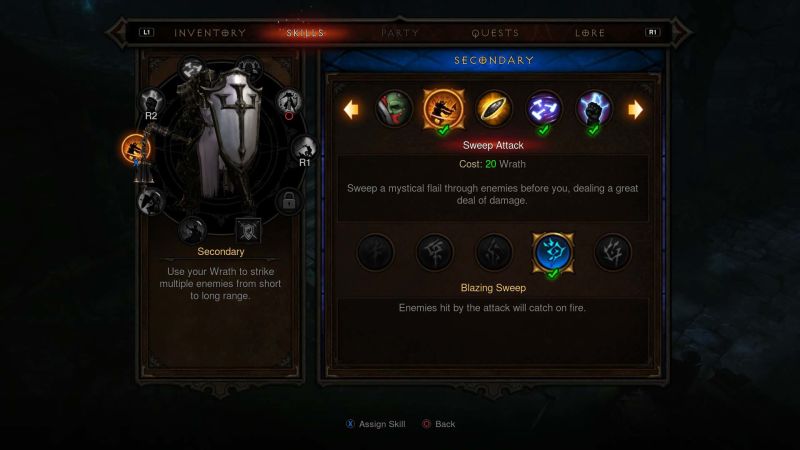 L1 INVENTORY SKILLS PARTY QUESTS LORE R1
SECONDARY
R2
R1
Sweep Attack
Cost: 20 Wrath
Sweep a mystical flail through enemies before you, dealing a great
deal of damage.
Secondary
Use your Wrath to strike
multiple enemies from short
to long range.
Blazing Sweep
Enemies hit by the attack will catch on fire.
X Assign Skill O Back